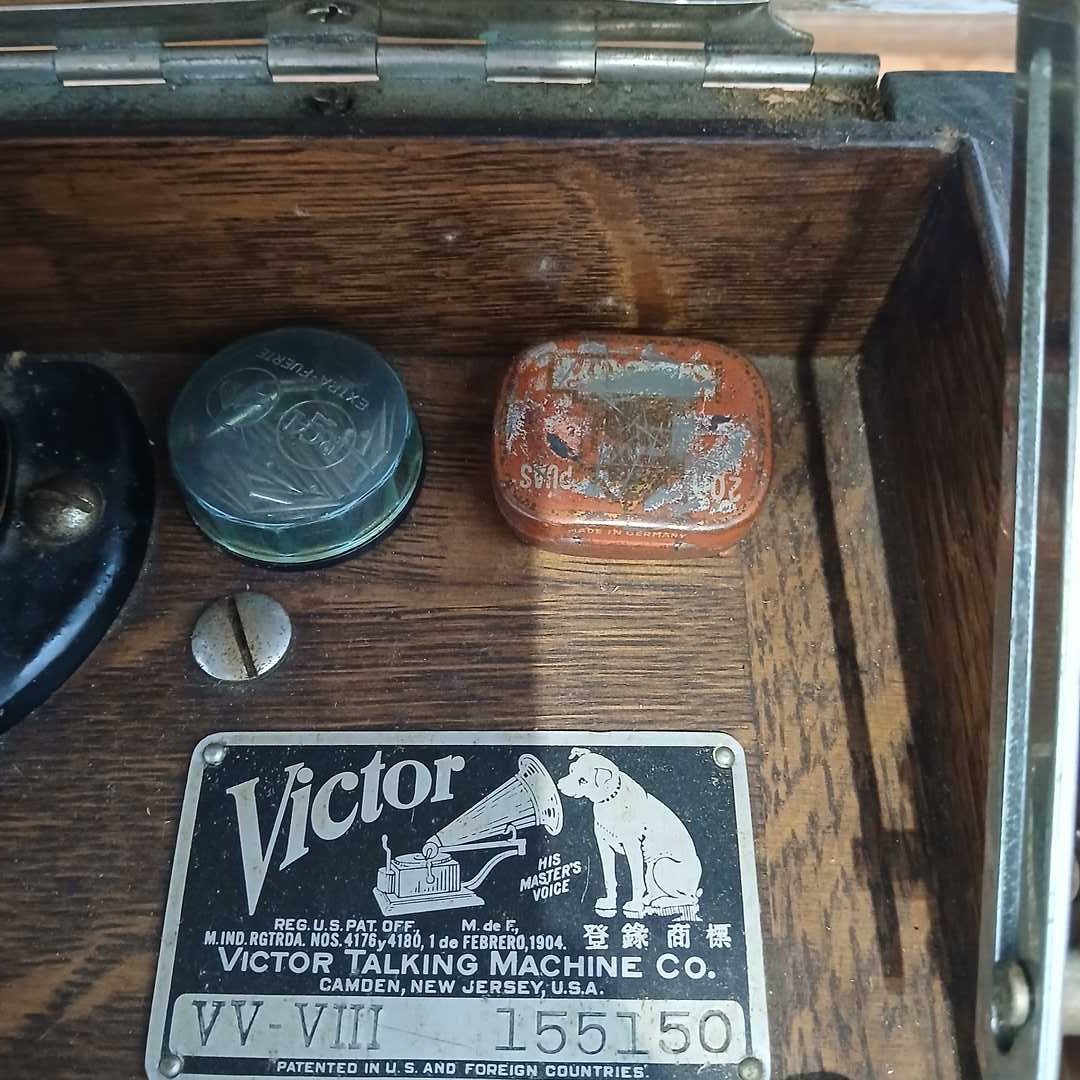 EXTRA-FUERTE
200
PUAS
MADE IN GERMANY
Victor
HIS
MASTER'S
VOICE
REG. U.S. PAT. OFF. M. de F.,
M. IND. RGTRDA. NOS. 4176 y 4180, 1 de FEBRERO, 1904. 登錄商標
VICTOR TALKING MACHINE CO.
CAMDEN, NEW JERSEY, U.S.A.
VV-VIII 155150
PATENTED IN U.S. AND FOREIGN COUNTRIES.